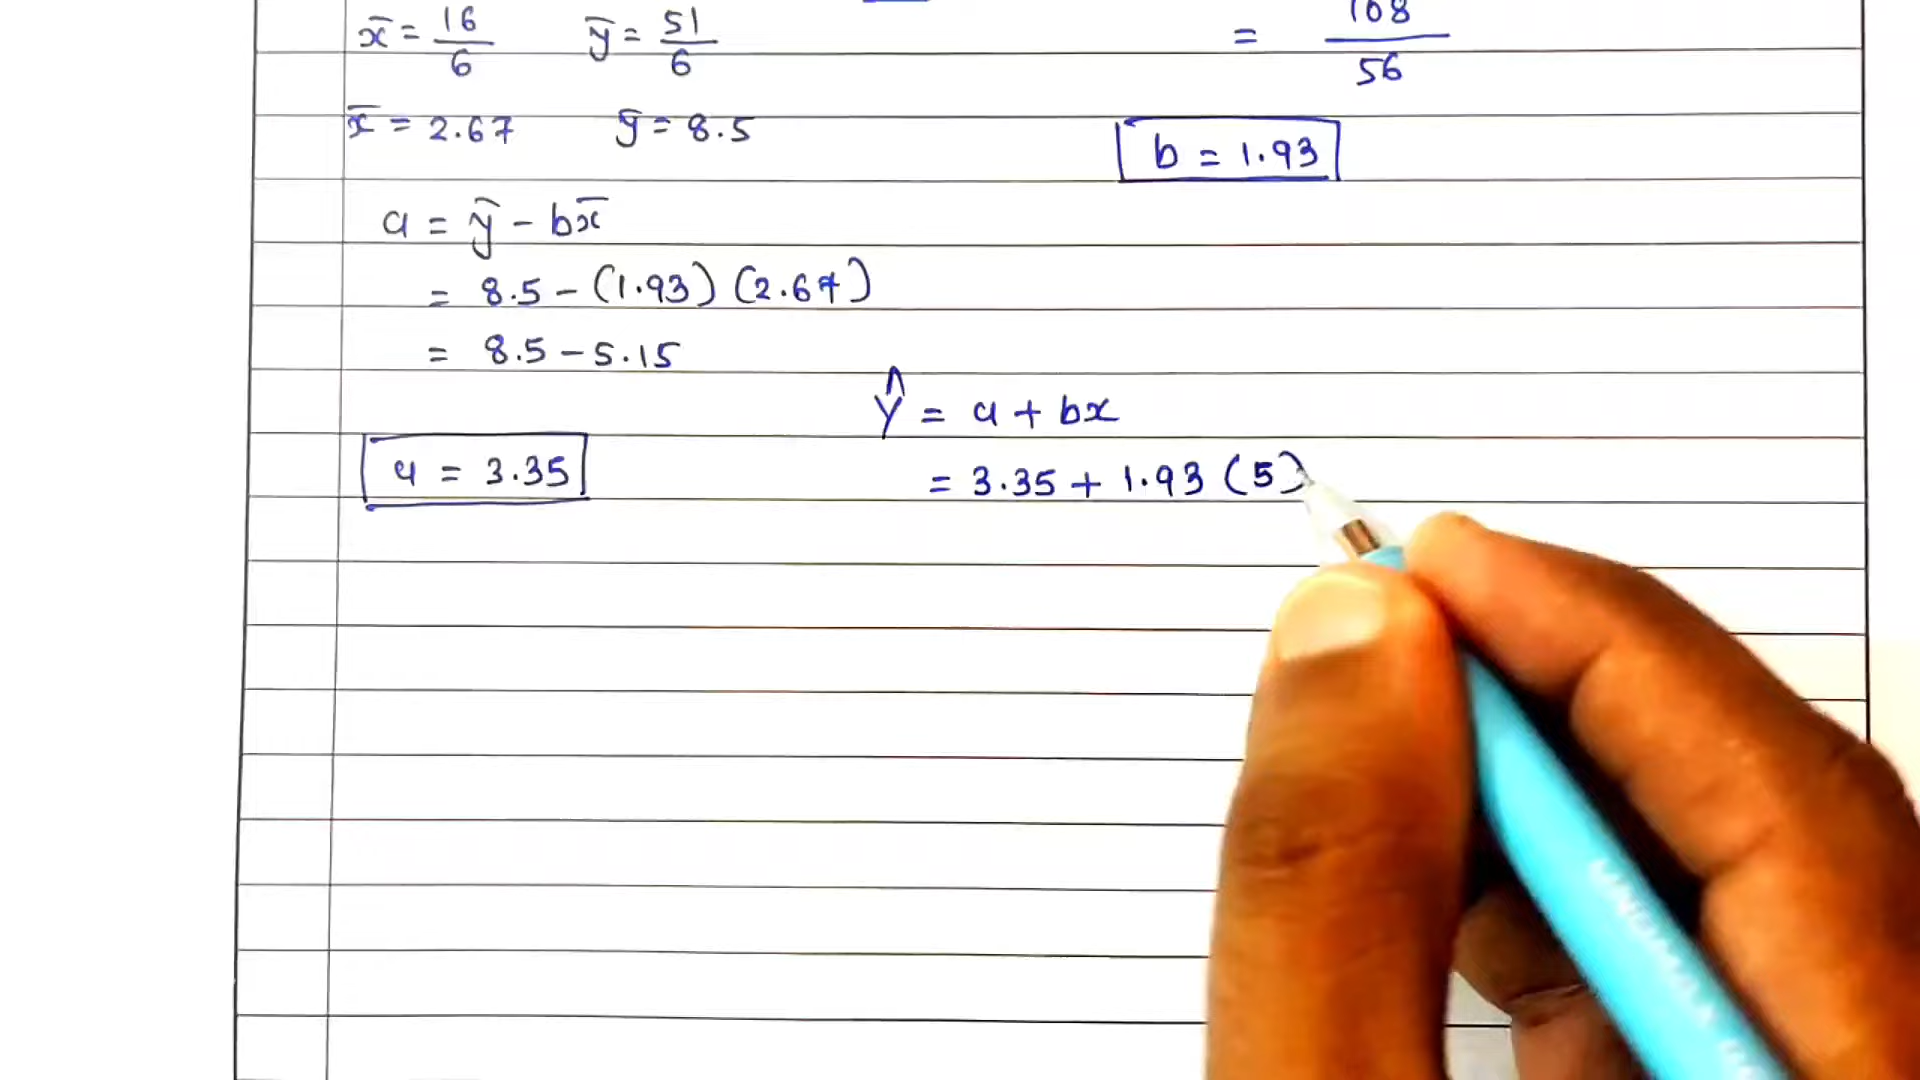 x̄ = 16/6 ȳ = 51/6 = 108/56
x̄ = 2.67 ȳ = 8.5 b = 1.93
a = ȳ - bx̄
= 8.5 - (1.93) (2.67)
= 8.5 - 5.15
Ŷ = a + bx
a = 3.35 = 3.35 + 1.93 (5)